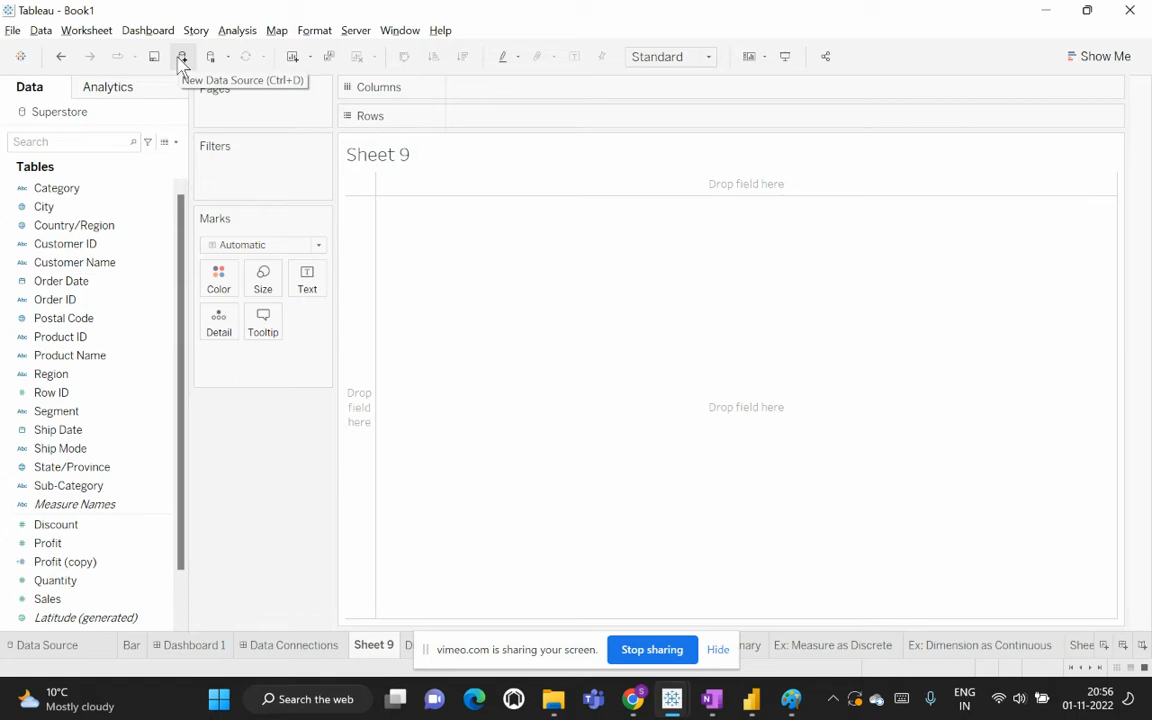 Tableau - Book1
File Data Worksheet Dashboard Story Analysis Map Format Server Window Help
Standard
Show Me
New Data Source (Ctrl+D)
Data Analytics
Superstore
Search
Tables
Category
City
Country/Region
Customer ID
Customer Name
Order Date
Order ID
Postal Code
Product ID
Product Name
Region
Row ID
Segment
Ship Date
Ship Mode
State/Province
Sub-Category
Measure Names
Discount
Profit
Profit (copy)
Quantity
Sales
Latitude (generated)
Pages
Filters
Marks
Automatic
Color Size Text
Detail Tooltip
Columns
Rows
Sheet 9
Drop field here
Drop
field
here
Drop field here
Data Source Bar Dashboard 1 Data Connections Sheet 9 Ex: Measure as Discrete Ex: Dimension as Continuous
vimeo.com is sharing your screen. Stop sharing Hide
10°C
Mostly cloudy
Search the web
ENG
IN
20:56
01-11-2022